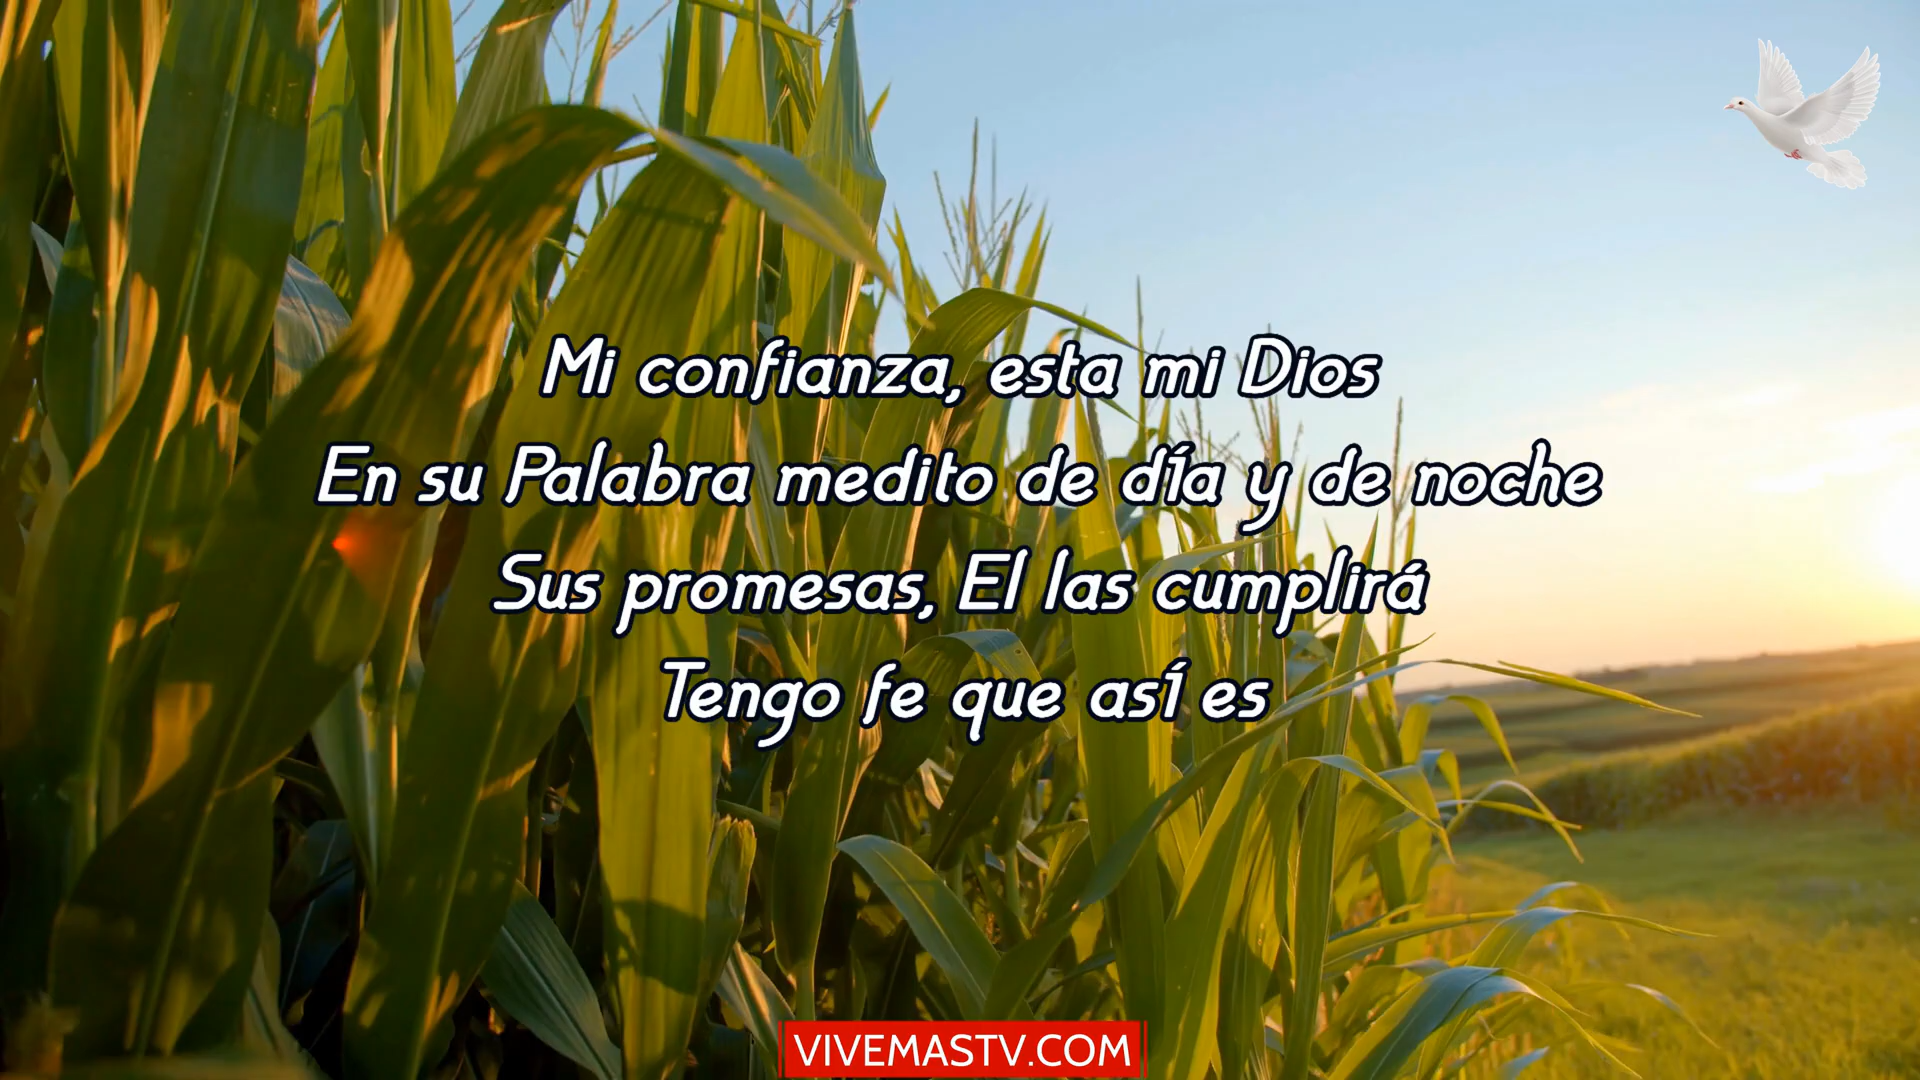 Mi confianza, esta mi Dios
En su Palabra medito de día y de noche
Sus promesas, El las cumplirá
Tengo fe que así es
VIVEMASTV.COM